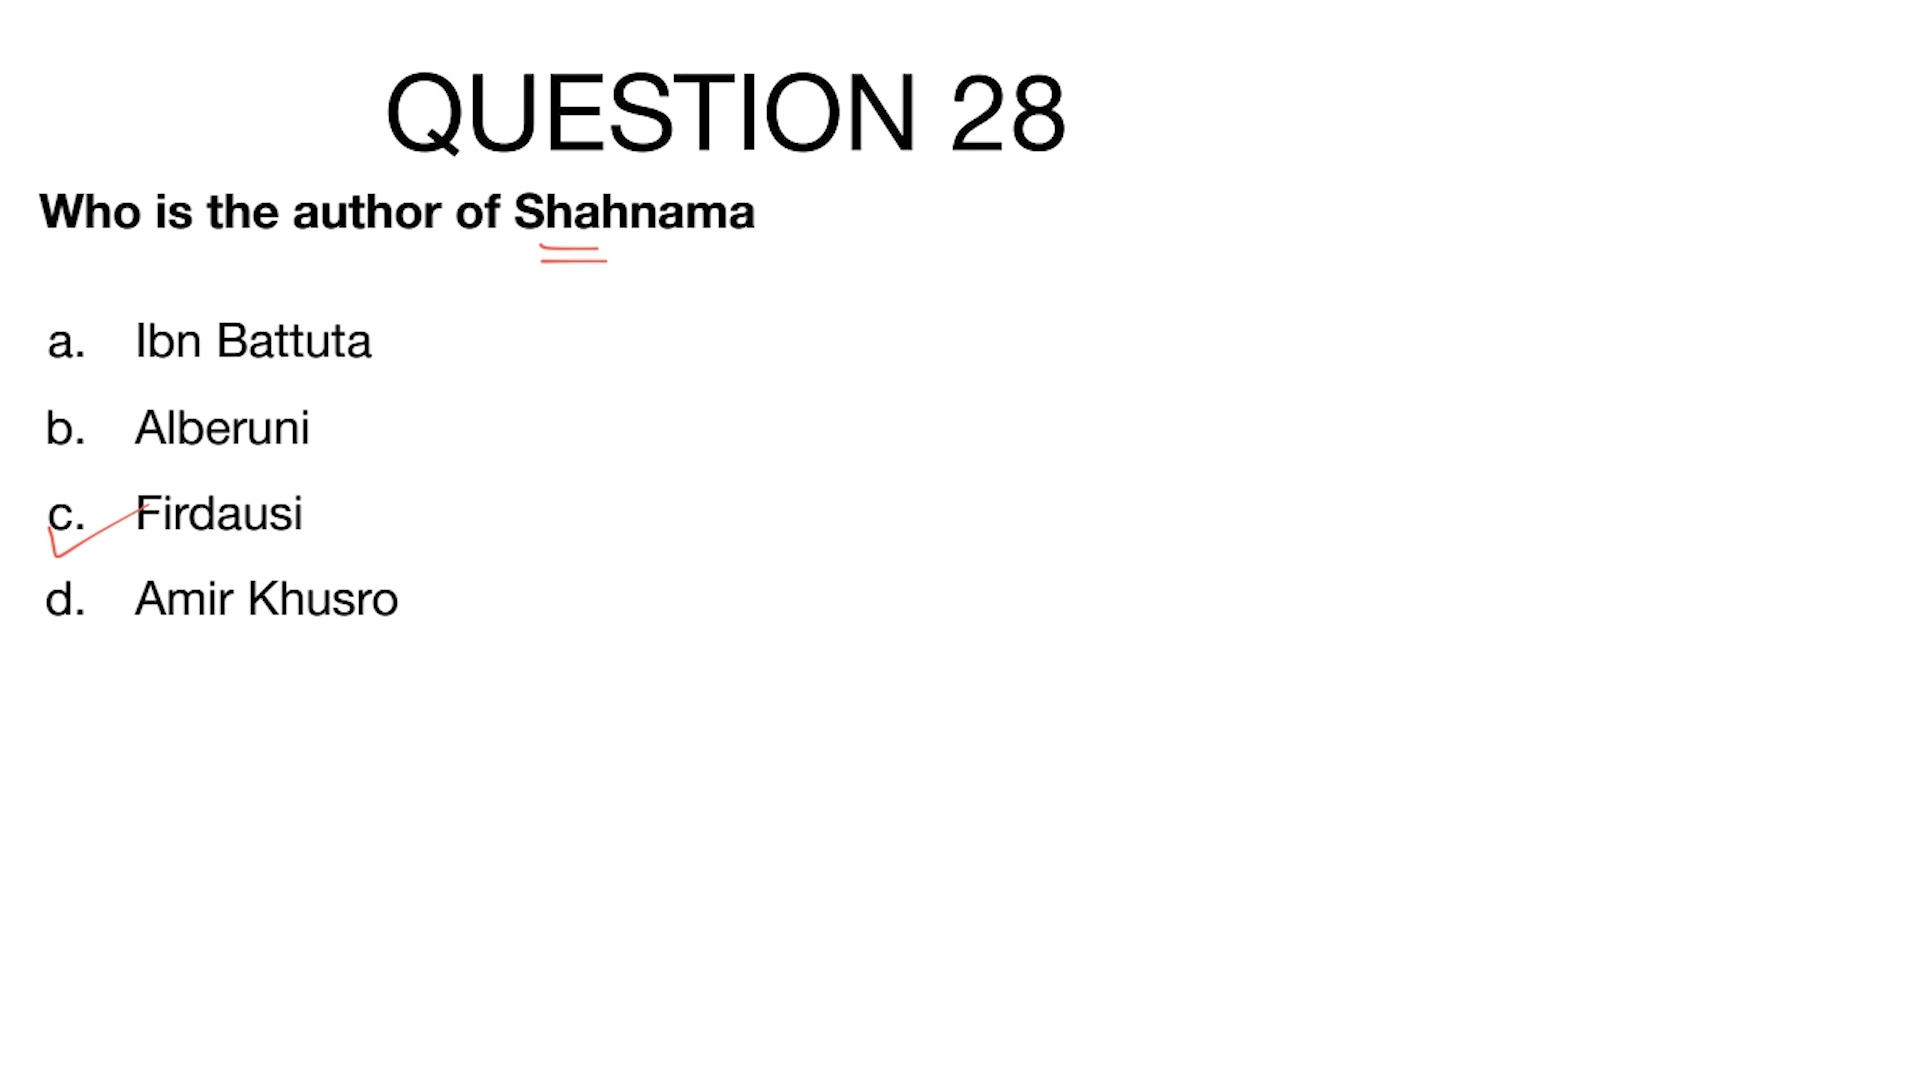 QUESTION 28
Who is the author of Shahnama
a. Ibn Battuta
b. Alberuni
c. Firdausi
d. Amir Khusro